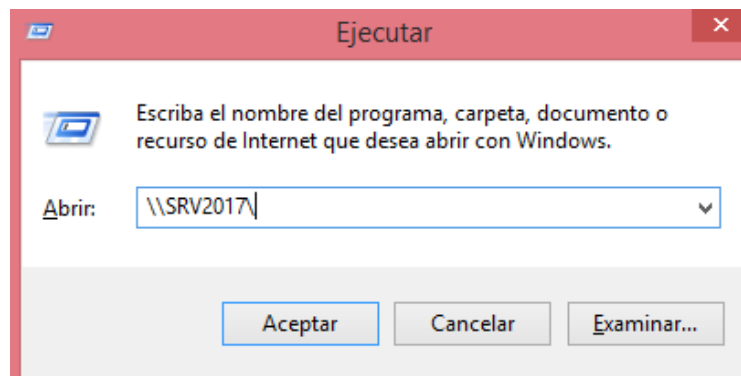 Ejecutar
Escriba el nombre del programa, carpeta, documento o
recurso de Internet que desea abrir con Windows.
Abrir: \\SRV2017\
Aceptar Cancelar Examinar...